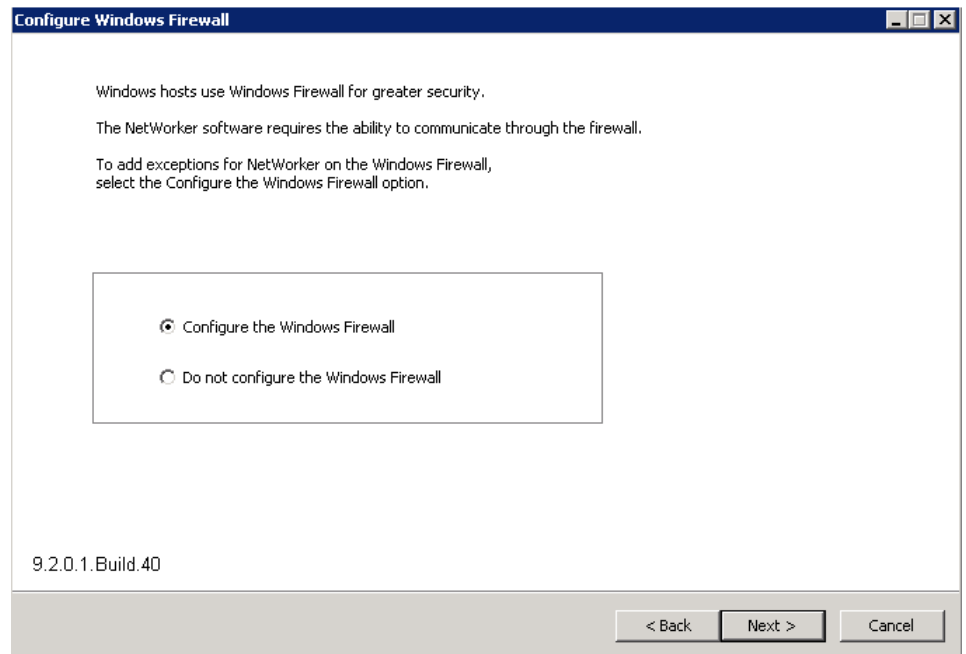 Configure Windows Firewall
Windows hosts use Windows Firewall for greater security.
The NetWorker software requires the ability to communicate through the firewall.
To add exceptions for NetWorker on the Windows Firewall,
select the Configure the Windows Firewall option.
Configure the Windows Firewall
Do not configure the Windows Firewall
9.2.0.1.Build.40
< Back Next > Cancel